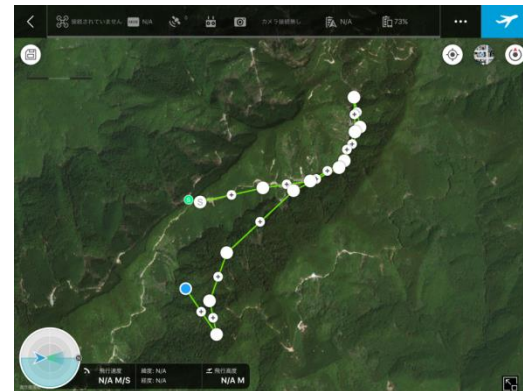 接続されていません N/A カメラ接続無し N/A 73%
S
飛行速度
N/A M/S
緯度: N/A
経度: N/A
飛行高度
N/A M